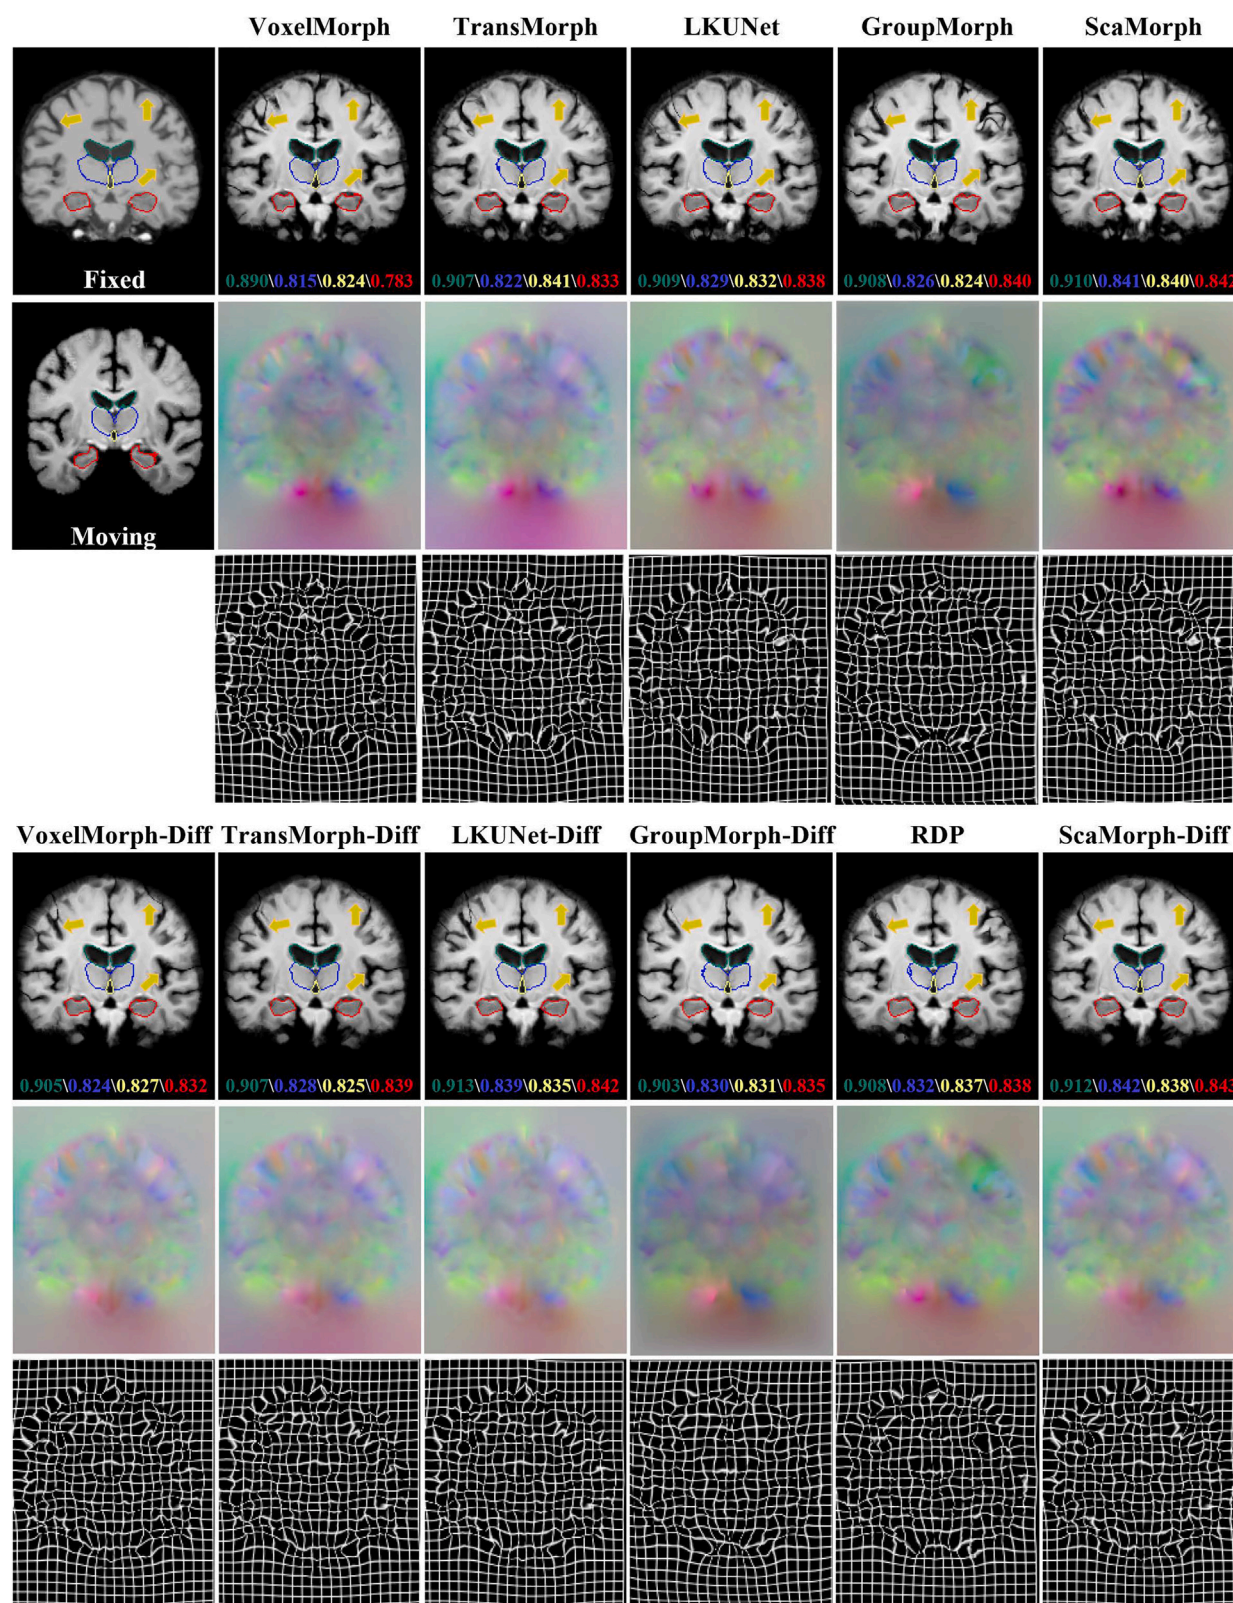 VoxelMorph TransMorph LKUNet GroupMorph ScaMorph
Fixed
0.890\0.815\0.824\0.783 0.907\0.822\0.841\0.833 0.909\0.829\0.832\0.838 0.908\0.826\0.824\0.840 0.910\0.841\0.840\0.842
Moving
VoxelMorph-Diff TransMorph-Diff LKUNet-Diff GroupMorph-Diff RDP ScaMorph-Diff
0.905\0.824\0.827\0.832 0.907\0.828\0.825\0.839 0.913\0.839\0.835\0.842 0.903\0.830\0.831\0.835 0.908\0.832\0.837\0.838 0.912\0.842\0.838\0.843